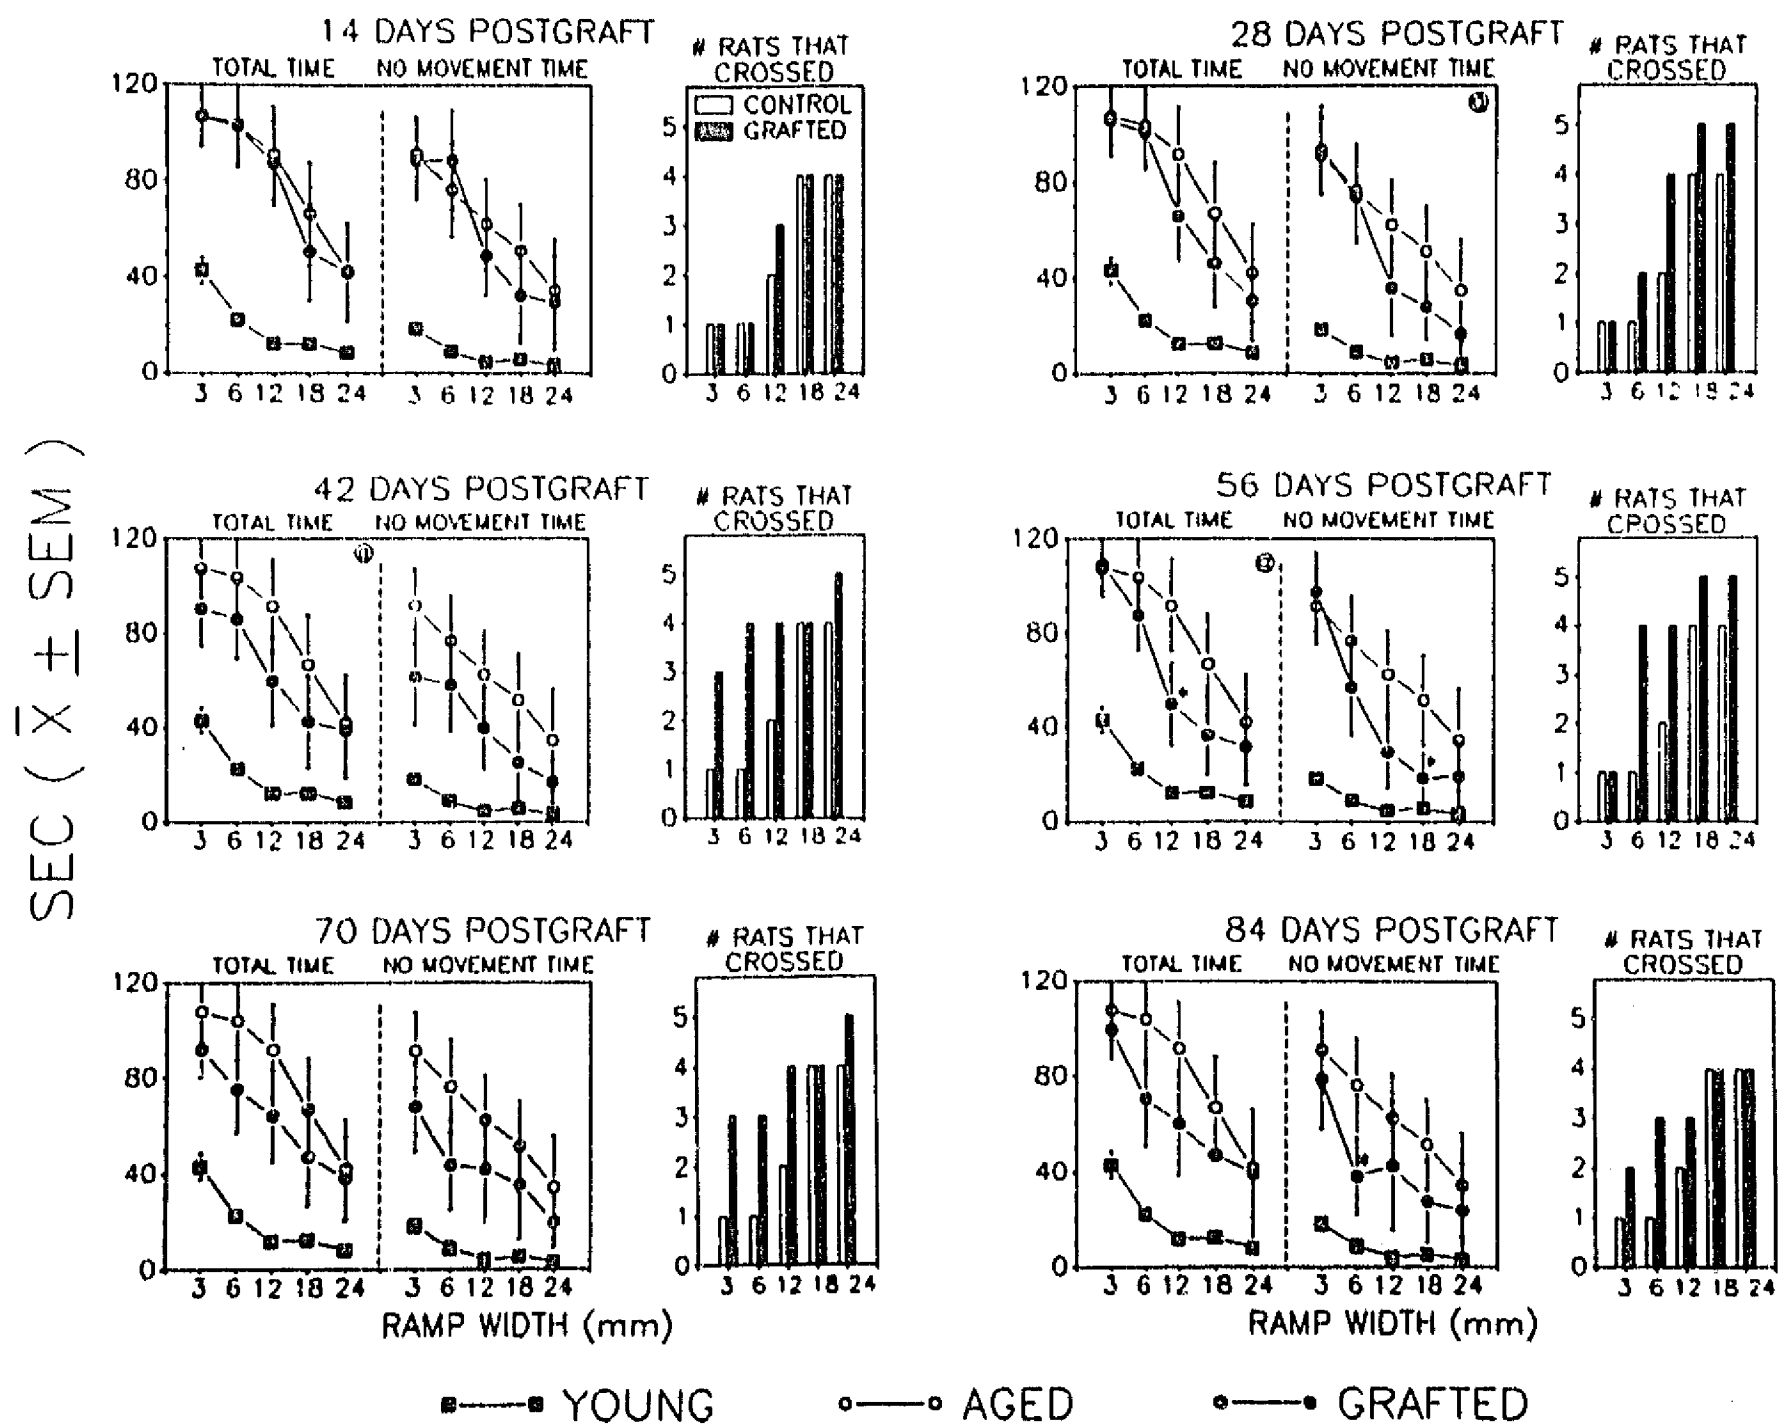 14 DAYS POSTGRAFT
TOTAL TIME NO MOVEMENT TIME
# RATS THAT
CROSSED
CONTROL
GRAFTED
120
80
40
0
3 6 12 18 24
3 6 12 18 24
5
4
3
2
1
0
3 6 12 18 24
28 DAYS POSTGRAFT
TOTAL TIME NO MOVEMENT TIME
# RATS THAT
CROSSED
120
80
40
0
3 6 12 18 24
3 6 12 18 24
5
4
3
2
1
0
3 6 12 18 24
SEC ( X̄ ± SEM )
42 DAYS POSTGRAFT
TOTAL TIME NO MOVEMENT TIME
# RATS THAT
CROSSED
120
80
40
0
3 6 12 18 24
3 6 12 18 24
5
4
3
2
1
0
3 6 12 18 24
56 DAYS POSTGRAFT
TOTAL TIME NO MOVEMENT TIME
# RATS THAT
CROSSED
120
80
40
0
*
*
3 6 12 18 24
3 6 12 18 24
5
4
3
2
1
0
3 6 12 18 24
70 DAYS POSTGRAFT
TOTAL TIME NO MOVEMENT TIME
# RATS THAT
CROSSED
120
80
40
0
3 6 12 18 24
3 6 12 18 24
RAMP WIDTH (mm)
5
4
3
2
1
0
3 6 12 18 24
84 DAYS POSTGRAFT
TOTAL TIME NO MOVEMENT TIME
# RATS THAT
CROSSED
120
80
40
0
3 6 12 18 24
3 6 12 18 24
RAMP WIDTH (mm)
5
4
3
2
1
0
3 6 12 18 24
YOUNG AGED GRAFTED